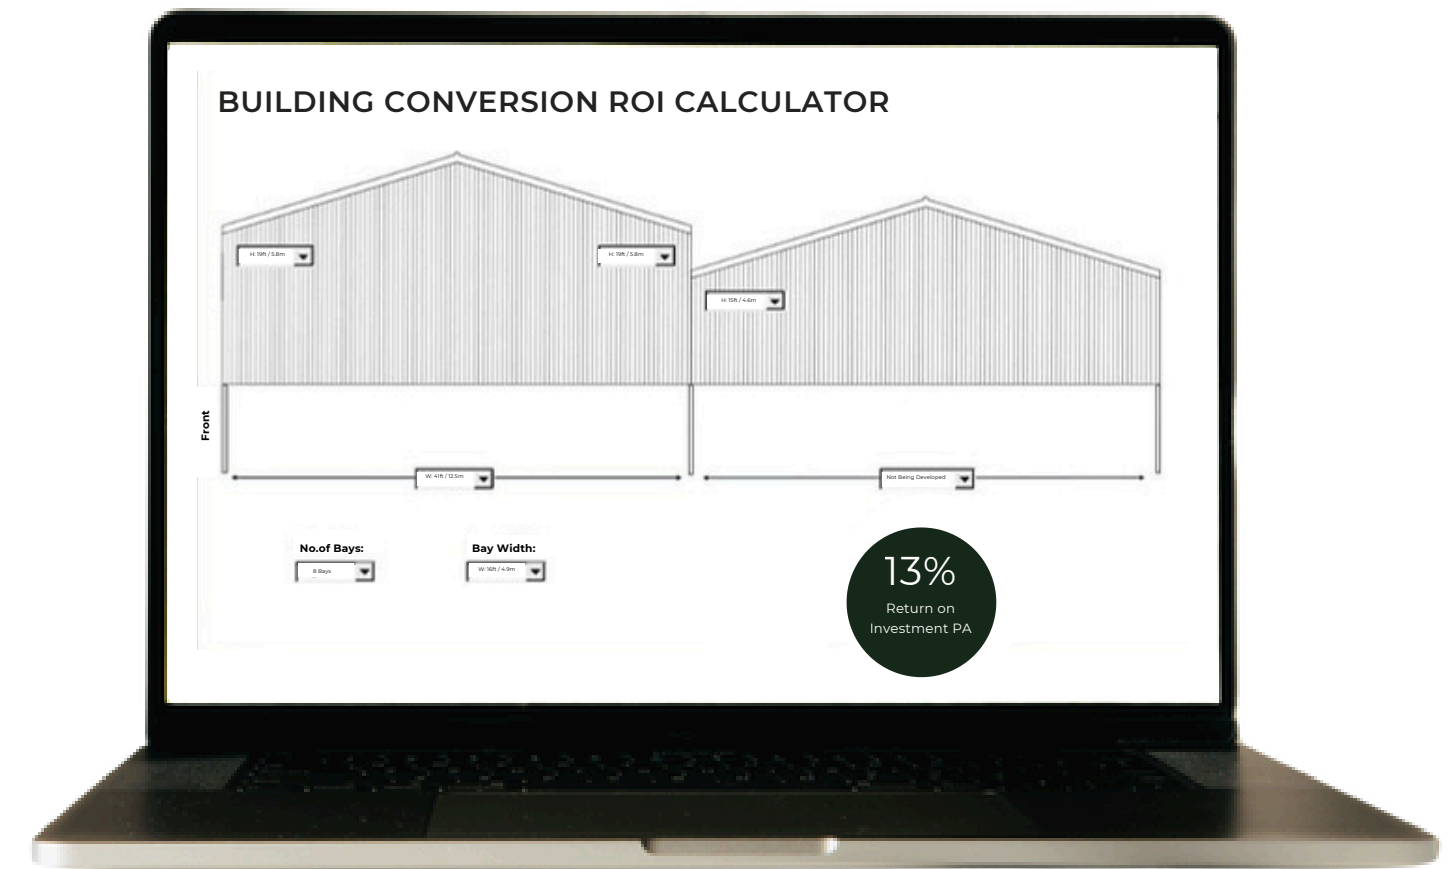 BUILDING CONVERSION ROI CALCULATOR
H: 19ft / 5.8m
H: 19ft / 5.8m
H: 15ft / 4.6m
Front
W: 41ft / 12.5m
Not Being Developed
No.of Bays:
Bay Width:
8 Bays
W: 16ft / 4.9m
13%
Return on
Investment PA